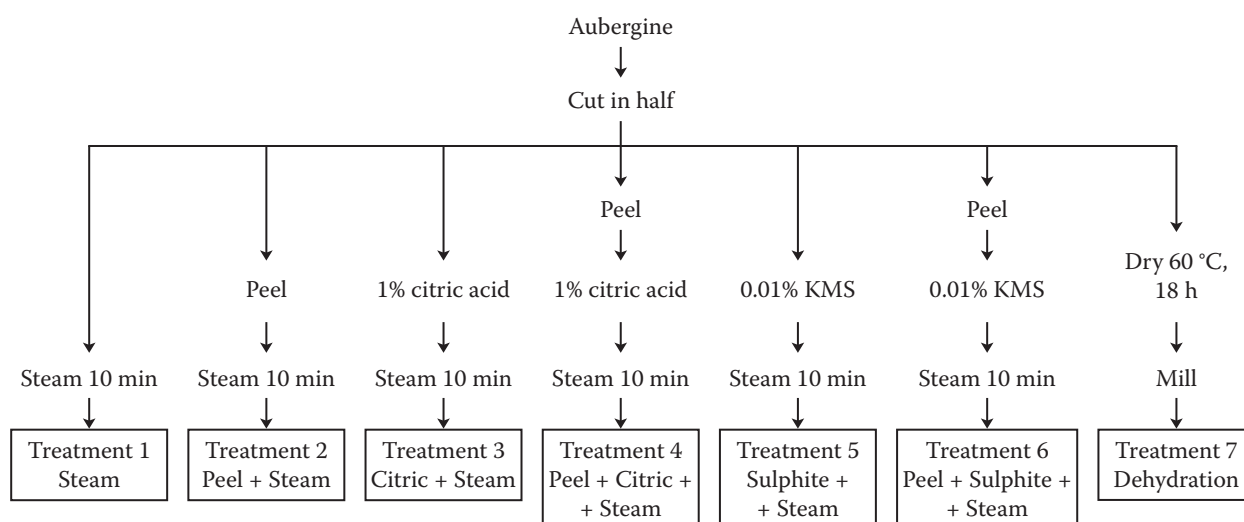 Aubergine
Cut in half
Peel
Peel
Peel
1% citric acid
1% citric acid
0.01% KMS
0.01% KMS
Dry 60 °C,
18 h
Steam 10 min
Steam 10 min
Steam 10 min
Steam 10 min
Steam 10 min
Steam 10 min
Mill
Treatment 1
Steam
Treatment 2
Peel + Steam
Treatment 3
Citric + Steam
Treatment 4
Peel + Citric +
+ Steam
Treatment 5
Sulphite +
+ Steam
Treatment 6
Peel + Sulphite +
+ Steam
Treatment 7
Dehydration